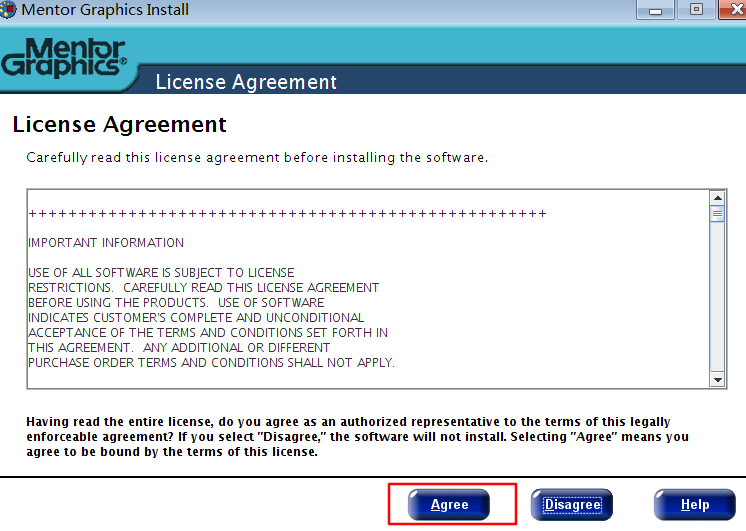 Mentor Graphics Install
Mentor
Graphics®
License Agreement
License Agreement
Carefully read this license agreement before installing the software.
++++++++++++++++++++++++++++++++++++++++++++++++++++
IMPORTANT INFORMATION
USE OF ALL SOFTWARE IS SUBJECT TO LICENSE
RESTRICTIONS.  CAREFULLY READ THIS LICENSE AGREEMENT
BEFORE USING THE PRODUCTS.  USE OF SOFTWARE
INDICATES CUSTOMER'S COMPLETE AND UNCONDITIONAL
ACCEPTANCE OF THE TERMS AND CONDITIONS SET FORTH IN
THIS AGREEMENT.  ANY ADDITIONAL OR DIFFERENT
PURCHASE ORDER TERMS AND CONDITIONS SHALL NOT APPLY.
Having read the entire license, do you agree as an authorized representative to the terms of this legally
enforceable agreement? If you select "Disagree," the software will not install. Selecting "Agree" means you
agree to be bound by the terms of this license.
Agree
Disagree
Help